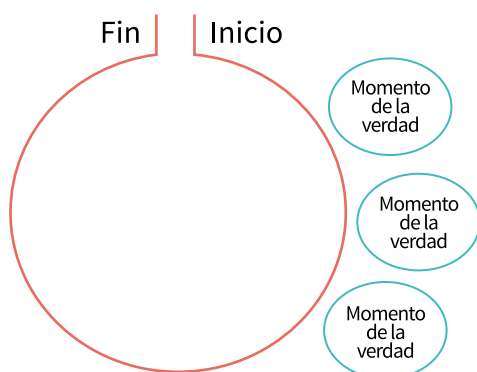 Fin
Inicio
Momento
de la
verdad
Momento
de la
verdad
Momento
de la
verdad